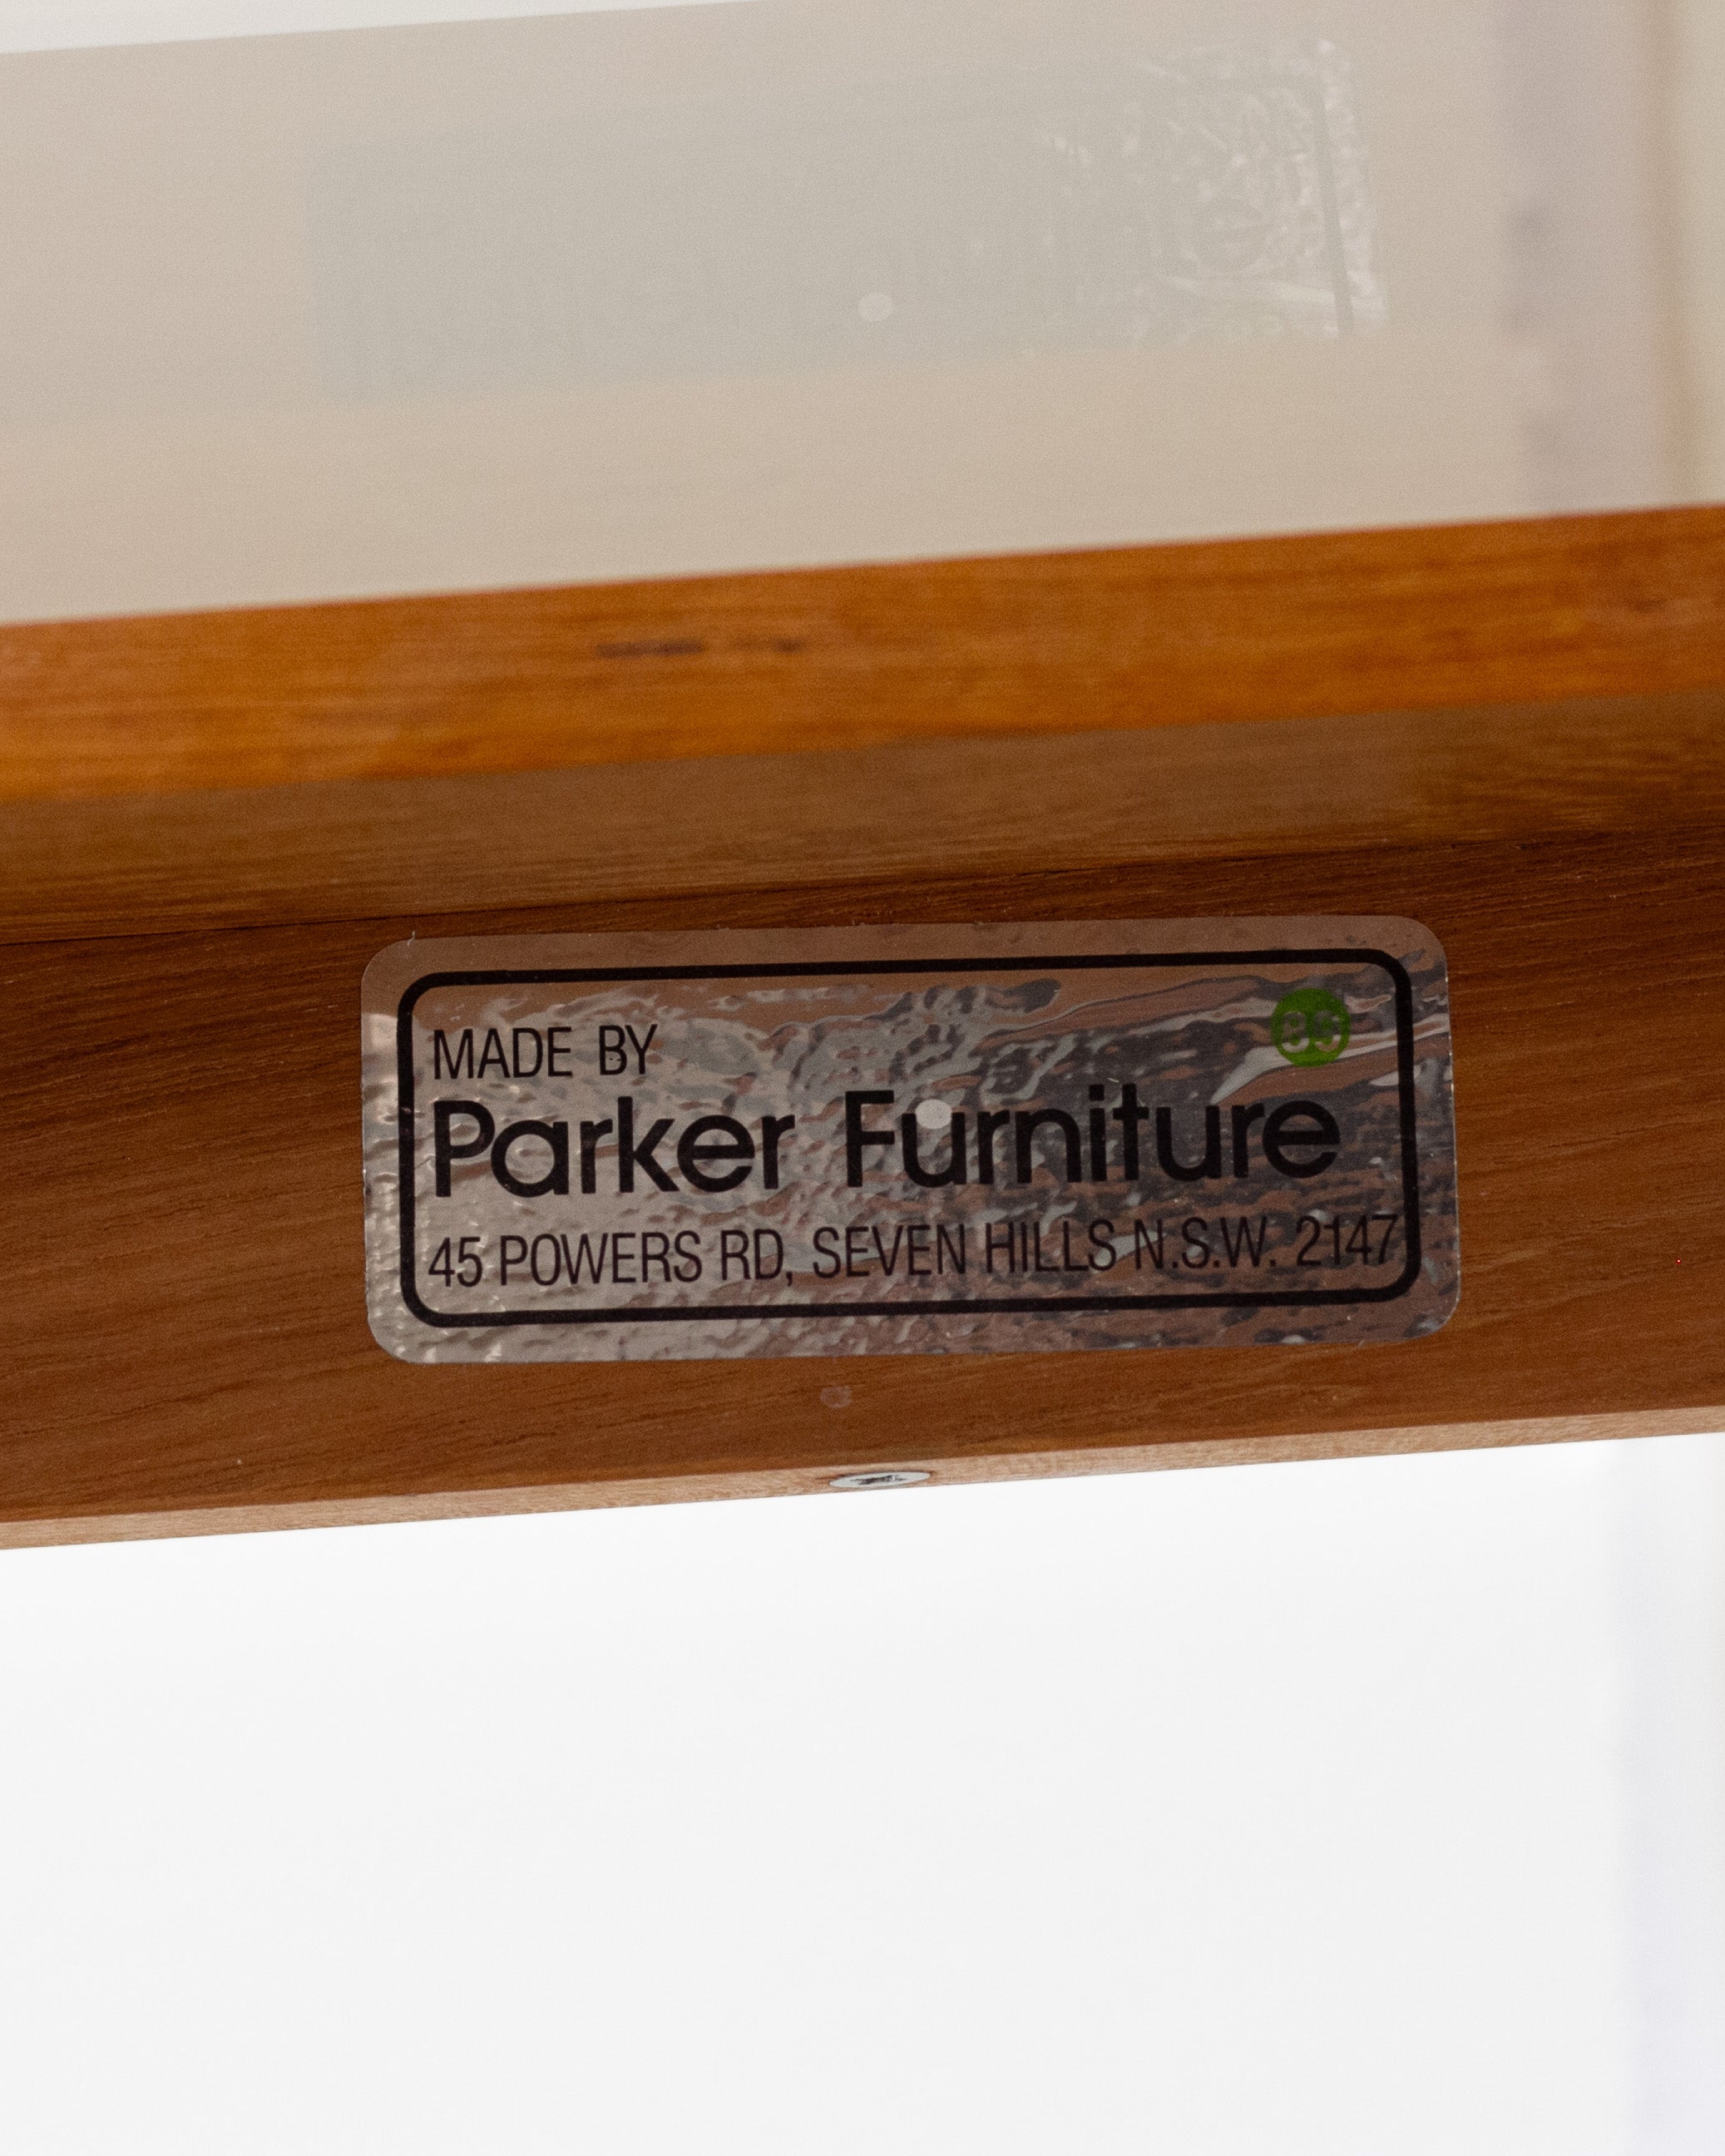 MADE BY
Parker Furniture
45 POWERS RD, SEVEN HILLS N.S.W. 2147